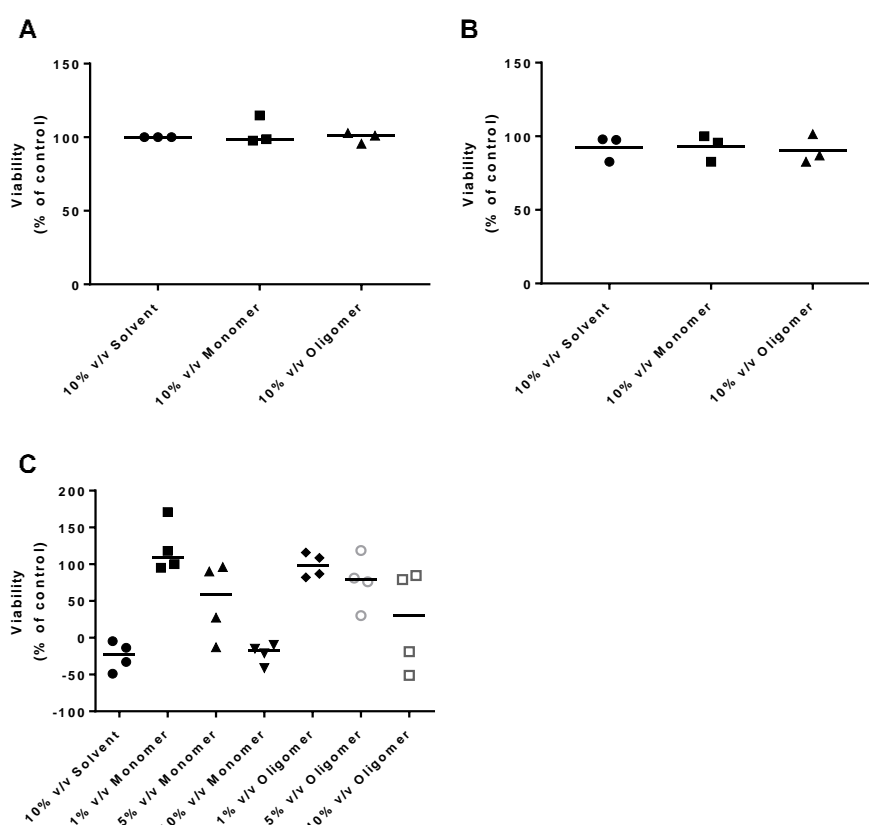 A
150
100
50
0
Viability
(% of control)
10% v/v Solvent
10% v/v Monomer
10% v/v Oligomer
B
150
100
50
0
Viability
(% of control)
10% v/v Solvent
10% v/v Monomer
10% v/v Oligomer
C
200
150
100
50
0
-50
-100
Viability
(% of control)
10% v/v Solvent
1% v/v Monomer
5% v/v Monomer
10% v/v Monomer
1% v/v Oligomer
5% v/v Oligomer
10% v/v Oligomer